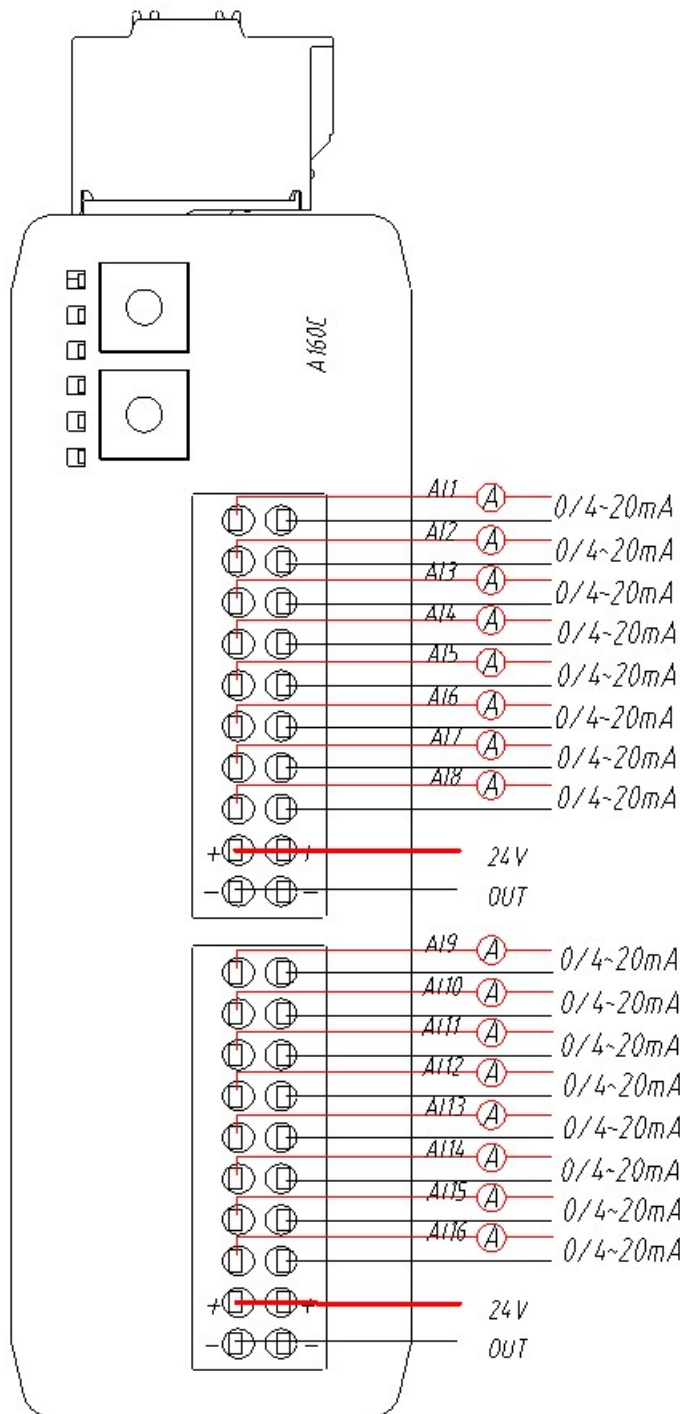 A160C
AI1 A 0/4~20mA
AI2 A 0/4~20mA
AI3 A 0/4~20mA
AI4 A 0/4~20mA
AI5 A 0/4~20mA
AI6 A 0/4~20mA
AI7 A 0/4~20mA
AI8 A 0/4~20mA
+ + 24V
- - OUT
AI9 A 0/4~20mA
AI10 A 0/4~20mA
AI11 A 0/4~20mA
AI12 A 0/4~20mA
AI13 A 0/4~20mA
AI14 A 0/4~20mA
AI15 A 0/4~20mA
AI16 A 0/4~20mA
+ + 24V
- - OUT